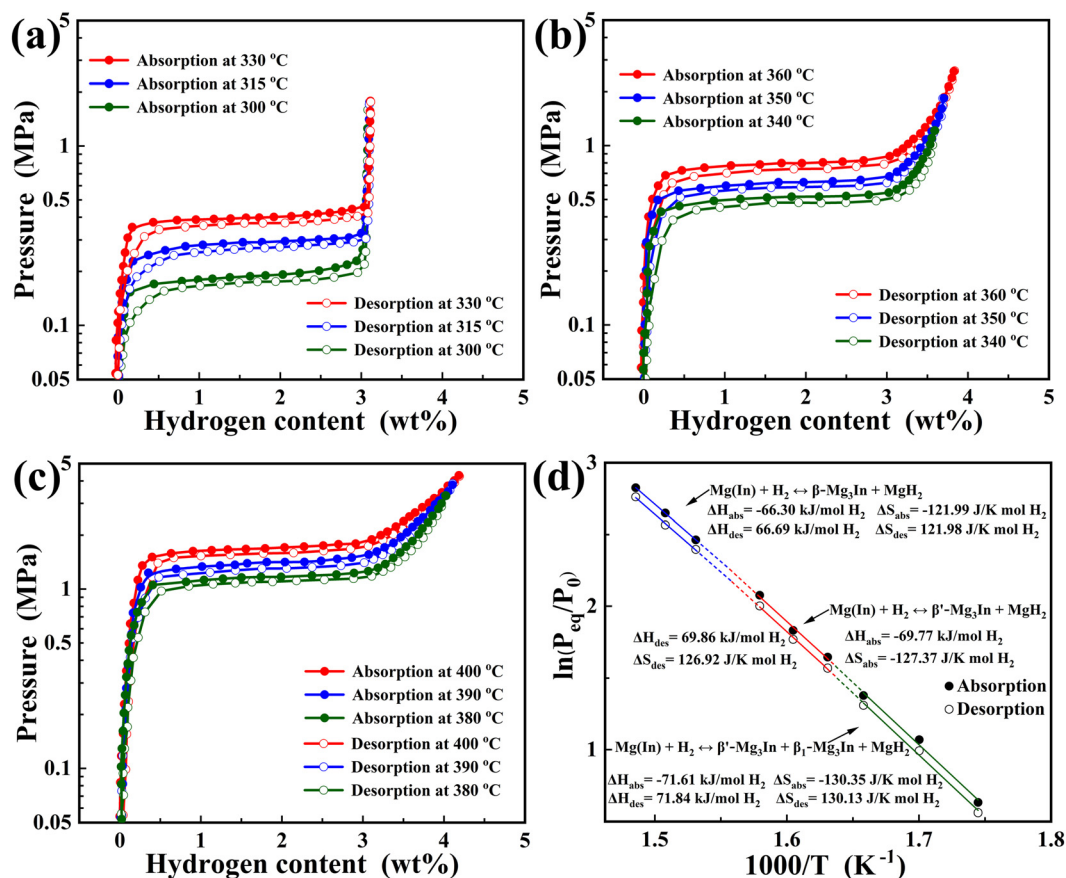 (a)
5
1
0.5
0.1
0.05
Pressure (MPa)
Absorption at 330 °C
Absorption at 315 °C
Absorption at 300 °C
Desorption at 330 °C
Desorption at 315 °C
Desorption at 300 °C
0 1 2 3 4 5
Hydrogen content (wt%)
(b)
5
1
0.5
0.1
0.05
Pressure (MPa)
Absorption at 360 °C
Absorption at 350 °C
Absorption at 340 °C
Desorption at 360 °C
Desorption at 350 °C
Desorption at 340 °C
0 1 2 3 4 5
Hydrogen content (wt%)
(c)
5
1
0.5
0.1
0.05
Pressure (MPa)
Absorption at 400 °C
Absorption at 390 °C
Absorption at 380 °C
Desorption at 400 °C
Desorption at 390 °C
Desorption at 380 °C
0 1 2 3 4 5
Hydrogen content (wt%)
(d)
3
2
1
ln(Peq/P0)
Mg(In) + H2 ↔ β-Mg3In + MgH2
ΔHabs= -66.30 kJ/mol H2 ΔSabs= -121.99 J/K mol H2
ΔHdes= 66.69 kJ/mol H2 ΔSdes= 121.98 J/K mol H2
Mg(In) + H2 ↔ β'-Mg3In + MgH2
ΔHabs= -69.77 kJ/mol H2
ΔSabs= -127.37 J/K mol H2
ΔHdes= 69.86 kJ/mol H2
ΔSdes= 126.92 J/K mol H2
Absorption
Desorption
Mg(In) + H2 ↔ β'-Mg3In + β1-Mg3In + MgH2
ΔHabs= -71.61 kJ/mol H2 ΔSabs= -130.35 J/K mol H2
ΔHdes= 71.84 kJ/mol H2 ΔSdes= 130.13 J/K mol H2
1.5 1.6 1.7 1.8
1000/T (K-1)